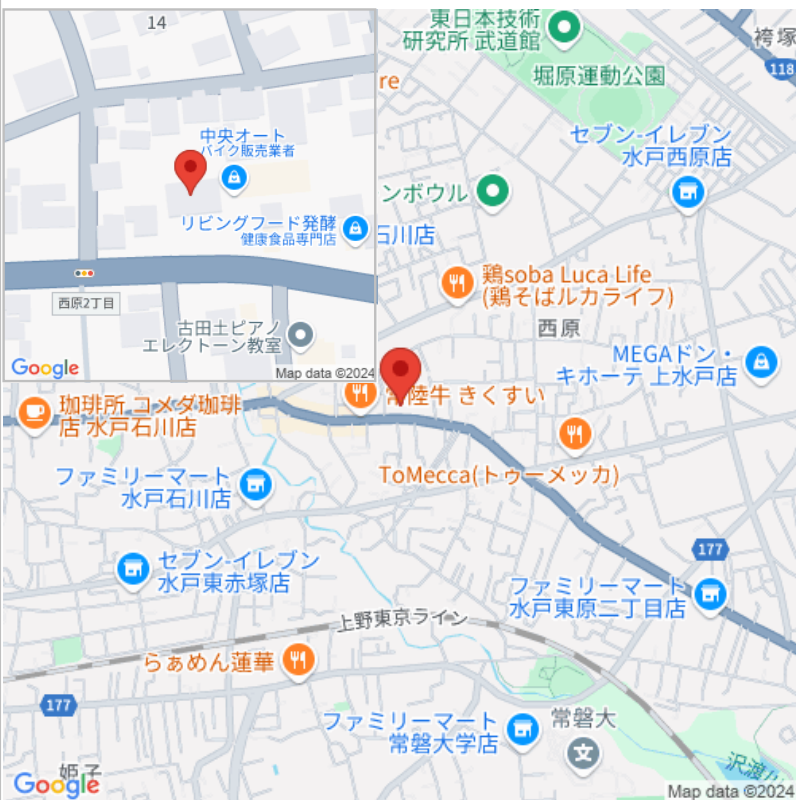 14
中央オート
バイク販売業者
リビングフード発酵
健康食品専門店
西原2丁目
古田土ピアノ
エレクトーン教室
Google
Map data ©2024
東日本技術
研究所 武道館
堀原運動公園
袴塚
118
re
セブン-イレブン
水戸西原店
ンボウル
石川店
鶏soba Luca Life
(鶏そばルカライフ)
西原
MEGAドン・
キホーテ 上水戸店
常陸牛 きくすい
珈琲所 コメダ珈琲
店 水戸石川店
ToMecca(トゥーメッカ)
ファミリーマート
水戸石川店
177
セブン-イレブン
水戸東赤塚店
ファミリーマート
水戸東原二丁目店
上野東京ライン
らぁめん蓮華
177
ファミリーマート
常磐大学店
常磐大
沢渡川
姫子
Google
Map data ©2024